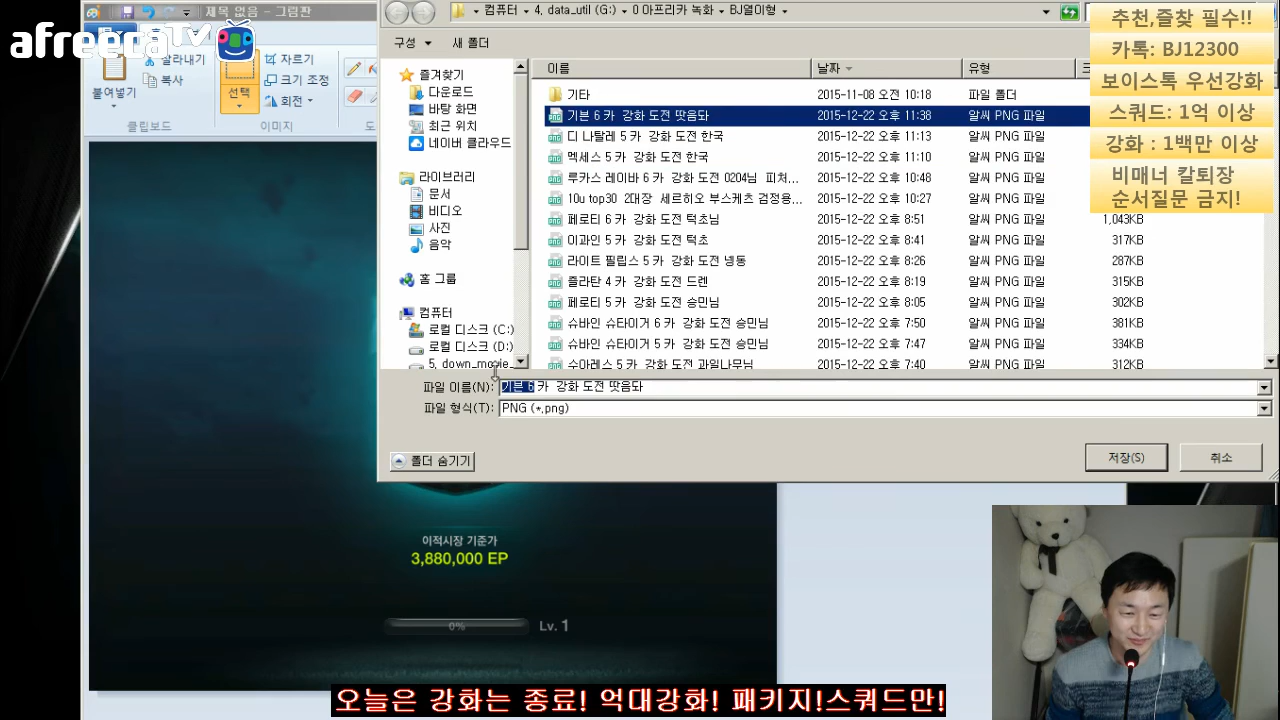 제목 없음 - 그림판
afreecaTV
붙여넣기
잘라내기
복사
클립보드
선택
자르기
크기 조정
회전
이미지
도
컴퓨터 ▸ 4, data_util (G:) ▸ 0 아프리카 녹화 ▸ BJ열이형
구성 새 폴더
즐겨찾기
다운로드
바탕 화면
최근 위치
네이버 클라우드
라이브러리
문서
비디오
사진
음악
홈 그룹
컴퓨터
로컬 디스크 (C:)
로컬 디스크 (D:)
5, down_movie_
이름 날짜 유형
기타 2015-11-08 오전 10:18 파일 폴더
기븐 6 카 강화 도전 땃음돠 2015-12-22 오후 11:38 알씨 PNG 파일
디 나탈레 5 카 강화 도전 한국 2015-12-22 오후 11:13 알씨 PNG 파일
멕세스 5 카 강화 도전 한국 2015-12-22 오후 11:10 알씨 PNG 파일
루카스 레이바 6 카 강화 도전 0204님 피처... 2015-12-22 오후 10:48 알씨 PNG 파일
10u top30 2대장 세르히오 부스케츠 검정용... 2015-12-22 오후 10:27 알씨 PNG 파일
페로티 6 카 강화 도전 턱초님 2015-12-22 오후 8:51 알씨 PNG 파일 1,043KB
이과인 5 카 강화 도전 턱초 2015-12-22 오후 8:41 알씨 PNG 파일 317KB
라이트 필립스 5 카 강화 도전 냉동 2015-12-22 오후 8:26 알씨 PNG 파일 287KB
즐라탄 4 카 강화 도전 드렌 2015-12-22 오후 8:19 알씨 PNG 파일 315KB
페로티 5 카 강화 도전 승민님 2015-12-22 오후 8:05 알씨 PNG 파일 302KB
슈바인 슈타이거 6 카 강화 도전 승민님 2015-12-22 오후 7:50 알씨 PNG 파일 381KB
슈바인 슈타이거 5 카 강화 도전 승민님 2015-12-22 오후 7:47 알씨 PNG 파일 334KB
수아레스 5 카 강화 도전 과일나무님 2015-12-22 오후 7:40 알씨 PNG 파일 312KB
파일 이름(N): 기븐 6 카 강화 도전 땃음돠
파일 형식(T): PNG (*,png)
폴더 숨기기
저장(S)
취소
추천,즐찾 필수!!
카톡: BJ12300
보이스톡 우선강화
스쿼드: 1억 이상
강화 : 1백만 이상
비매너 칼퇴장
순서질문 금지!
이적시장 기준가
3,880,000 EP
0% Lv. 1
오늘은 강화는 종료! 억대강화! 패키지!스쿼드만!